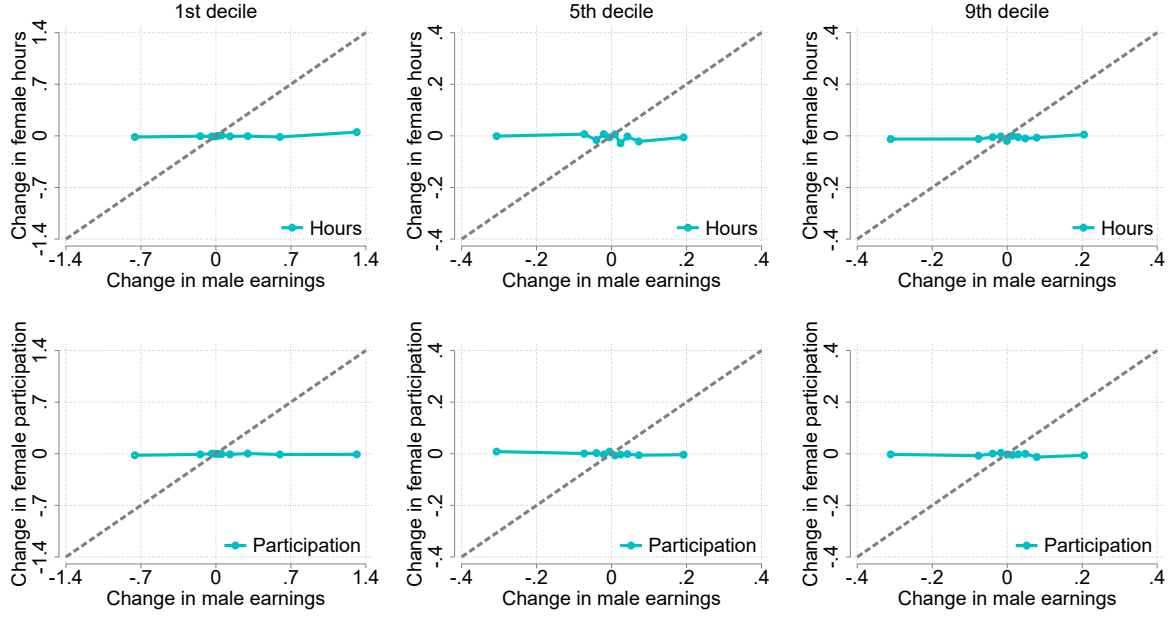 1st decile
Change in female hours
1.4
.7
0
-.7
-1.4
Hours
-1.4
-.7
0
.7
1.4
Change in male earnings
5th decile
Change in female hours
.4
.2
0
-.2
-.4
Hours
-.4
-.2
0
.2
.4
Change in male earnings
9th decile
Change in female hours
.4
.2
0
-.2
-.4
Hours
-.4
-.2
0
.2
.4
Change in male earnings
Change in female participation
1.4
.7
0
-.7
-1.4
Participation
-1.4
-.7
0
.7
1.4
Change in male earnings
Change in female participation
.4
.2
0
-.2
-.4
Participation
-.4
-.2
0
.2
.4
Change in male earnings
Change in female participation
.4
.2
0
-.2
-.4
Participation
-.4
-.2
0
.2
.4
Change in male earnings